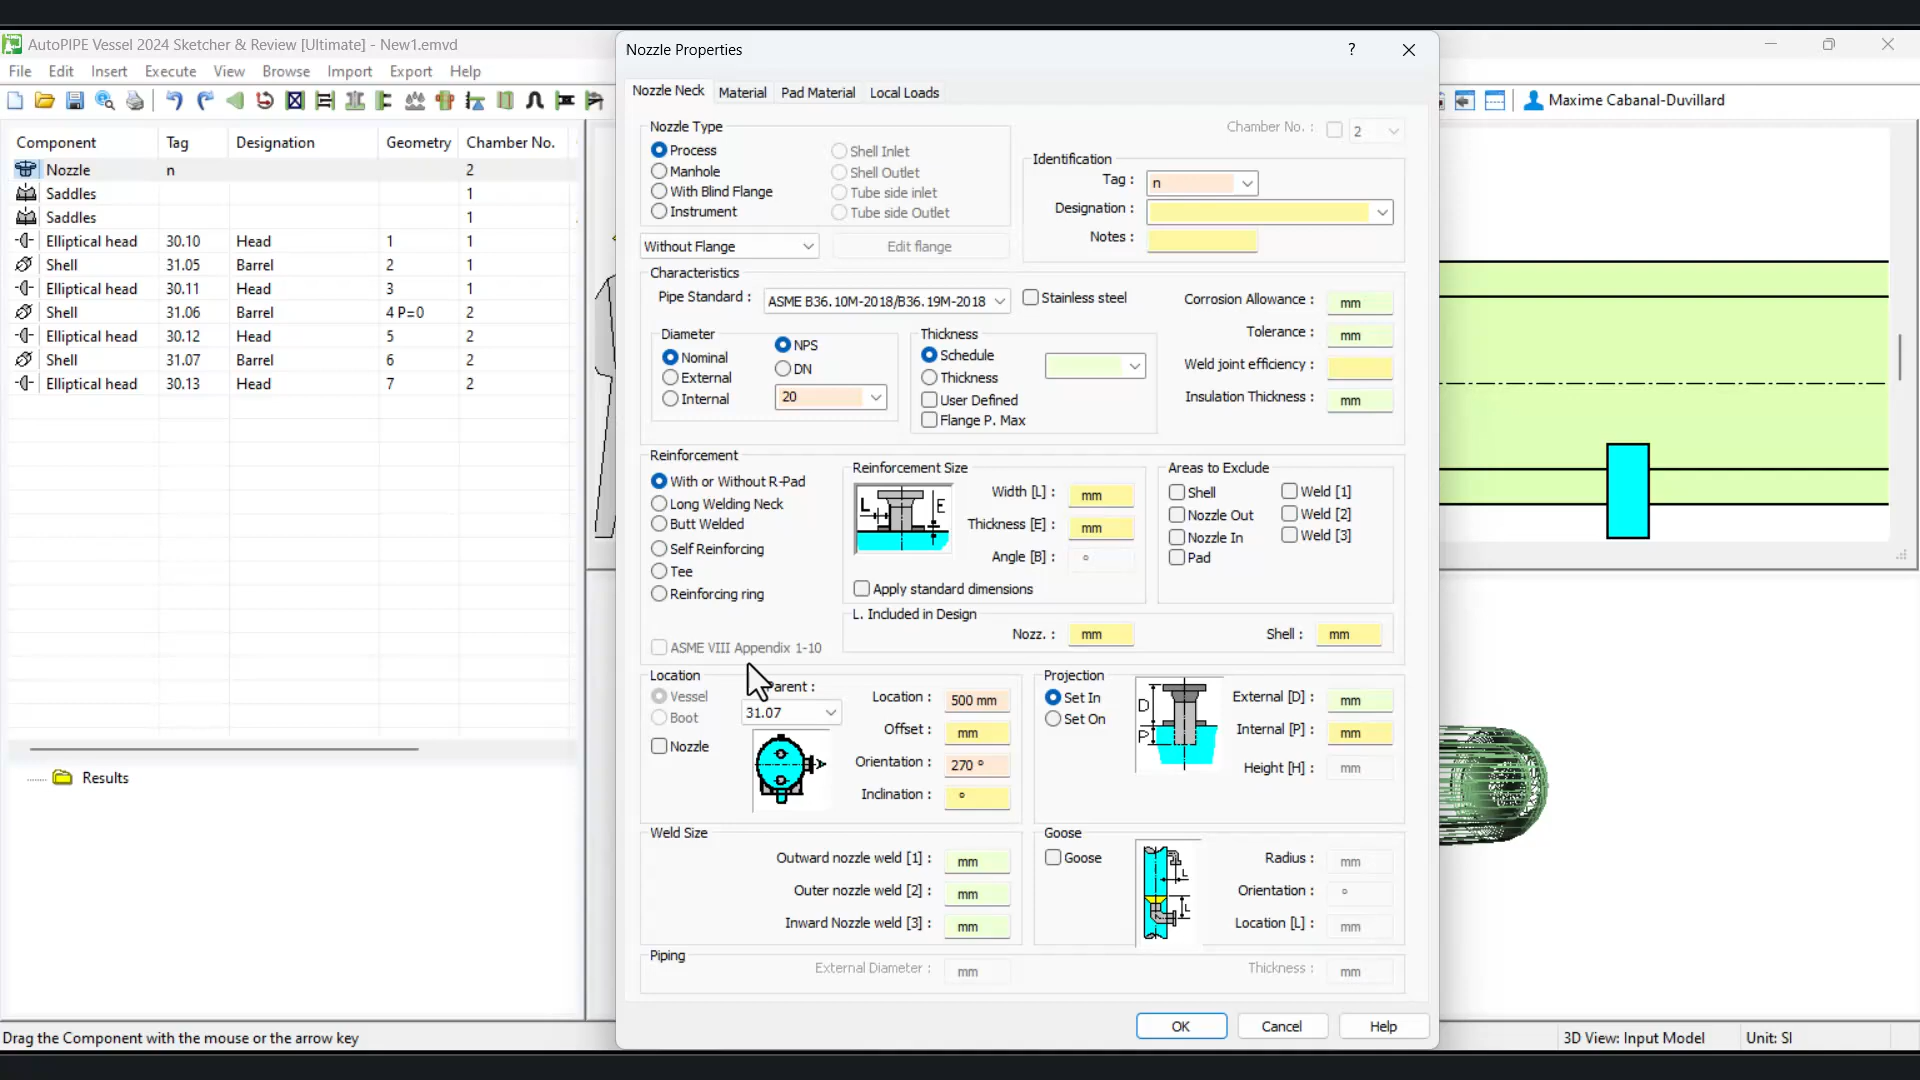 AutoPIPE Vessel 2024 Sketcher & Review [Ultimate] - New1.emvd
File Edit Insert Execute View Browse Import Export Help
Maxime Cabanal-Duvillard
Component Tag Designation Geometry Chamber No.
Nozzle n 2
Saddles 1
Saddles 1
Elliptical head 30.10 Head 1 1
Shell 31.05 Barrel 2 1
Elliptical head 30.11 Head 3 1
Shell 31.06 Barrel 4 P=0 2
Elliptical head 30.12 Head 5 2
Shell 31.07 Barrel 6 2
Elliptical head 30.13 Head 7 2
Results
Nozzle Properties ?
Nozzle Neck Material Pad Material Local Loads
Nozzle Type
Process
Manhole
With Blind Flange
Instrument
Shell Inlet
Shell Outlet
Tube side inlet
Tube side Outlet
Chamber No. : 2
Identification
Tag : n
Designation :
Notes :
Without Flange Edit flange
Characteristics
Pipe Standard : ASME B36.10M-2018/B36.19M-2018 Stainless steel
Diameter
Nominal
External
Internal
NPS
DN
20
Thickness
Schedule
Thickness
User Defined
Flange P. Max
Corrosion Allowance : mm
Tolerance : mm
Weld joint efficiency :
Insulation Thickness : mm
Reinforcement
With or Without R-Pad
Long Welding Neck
Butt Welded
Self Reinforcing
Tee
Reinforcing ring
ASME VIII Appendix 1-10
Reinforcement Size
L E
Width [L] : mm
Thickness [E] : mm
Angle [B] : °
Apply standard dimensions
Areas to Exclude
Shell
Nozzle Out
Nozzle In
Pad
Weld [1]
Weld [2]
Weld [3]
L. Included in Design
Nozz. : mm Shell : mm
Location
Vessel
Boot
Nozzle
arent :
31.07
Location : 500 mm
Offset : mm
Orientation : 270 °
Inclination : °
Projection
Set In
Set On
D
P
External [D] : mm
Internal [P] : mm
Height [H] : mm
Weld Size
Outward nozzle weld [1] : mm
Outer nozzle weld [2] : mm
Inward Nozzle weld [3] : mm
Goose
Goose
L
L
Radius : mm
Orientation : °
Location [L] : mm
Piping
External Diameter : mm Thickness : mm
OK Cancel Help
Drag the Component with the mouse or the arrow key
3D View: Input Model Unit: SI